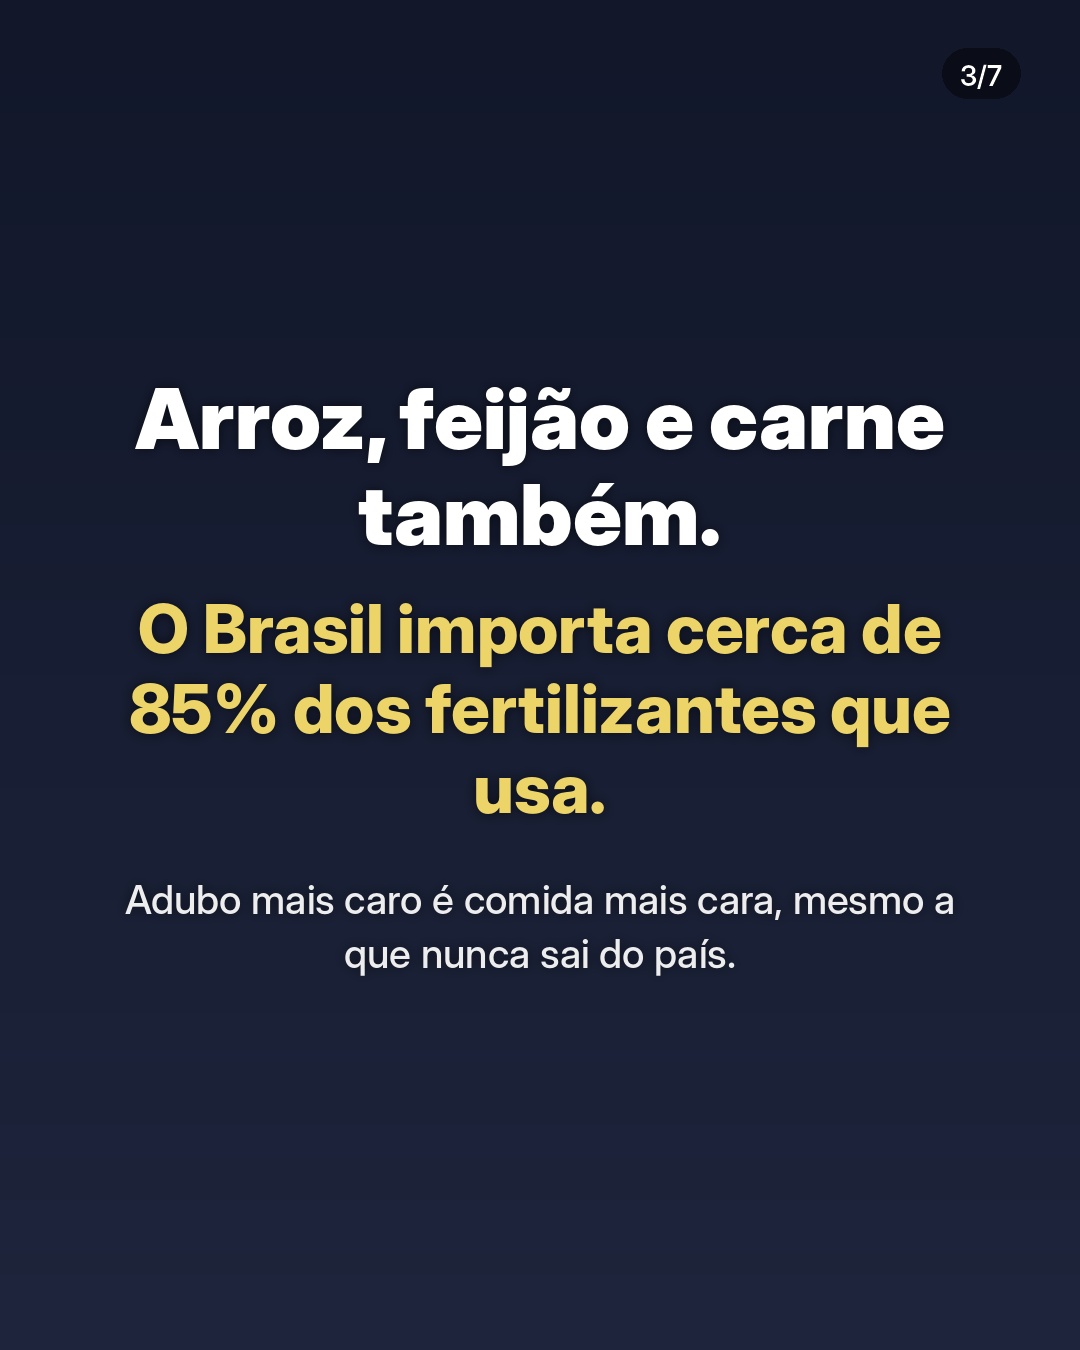 3/7
Arroz, feijão e carne
também.
O Brasil importa cerca de
85% dos fertilizantes que
usa.
Adubo mais caro é comida mais cara, mesmo a
que nunca sai do país.